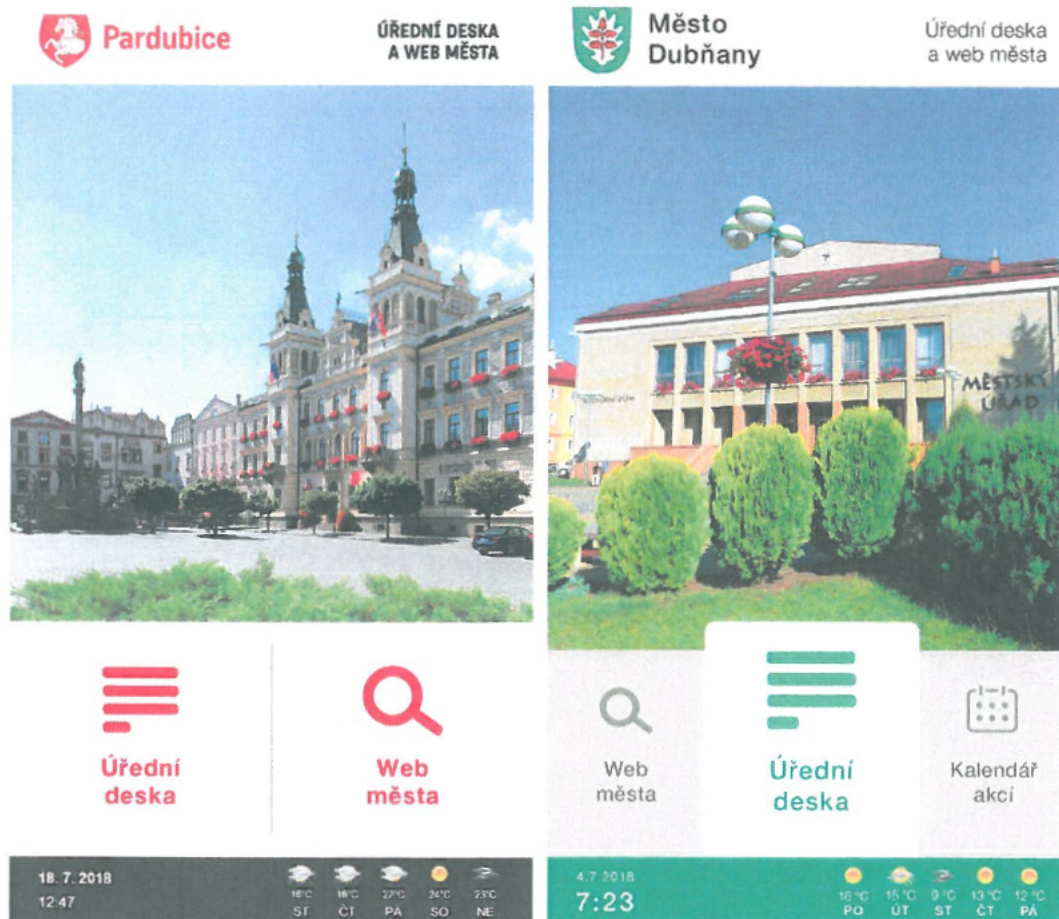 Pardubice
ÚŘEDNÍ DESKA
A WEB MĚSTA
Úřední
deska
Web
města
18. 7. 2018
12:47
16°C 16°C 22°C 24°C 23°C
ST ČT PÁ SO NE
Město
Dubňany
Úřední deska
a web města
MĚSTSKÝ
ÚŘAD
Web
města
Úřední
deska
Kalendář
akcí
4.7.2018
7:23
16°C 15°C 9°C 13°C 12°C
PO ÚT ST ČT PÁ